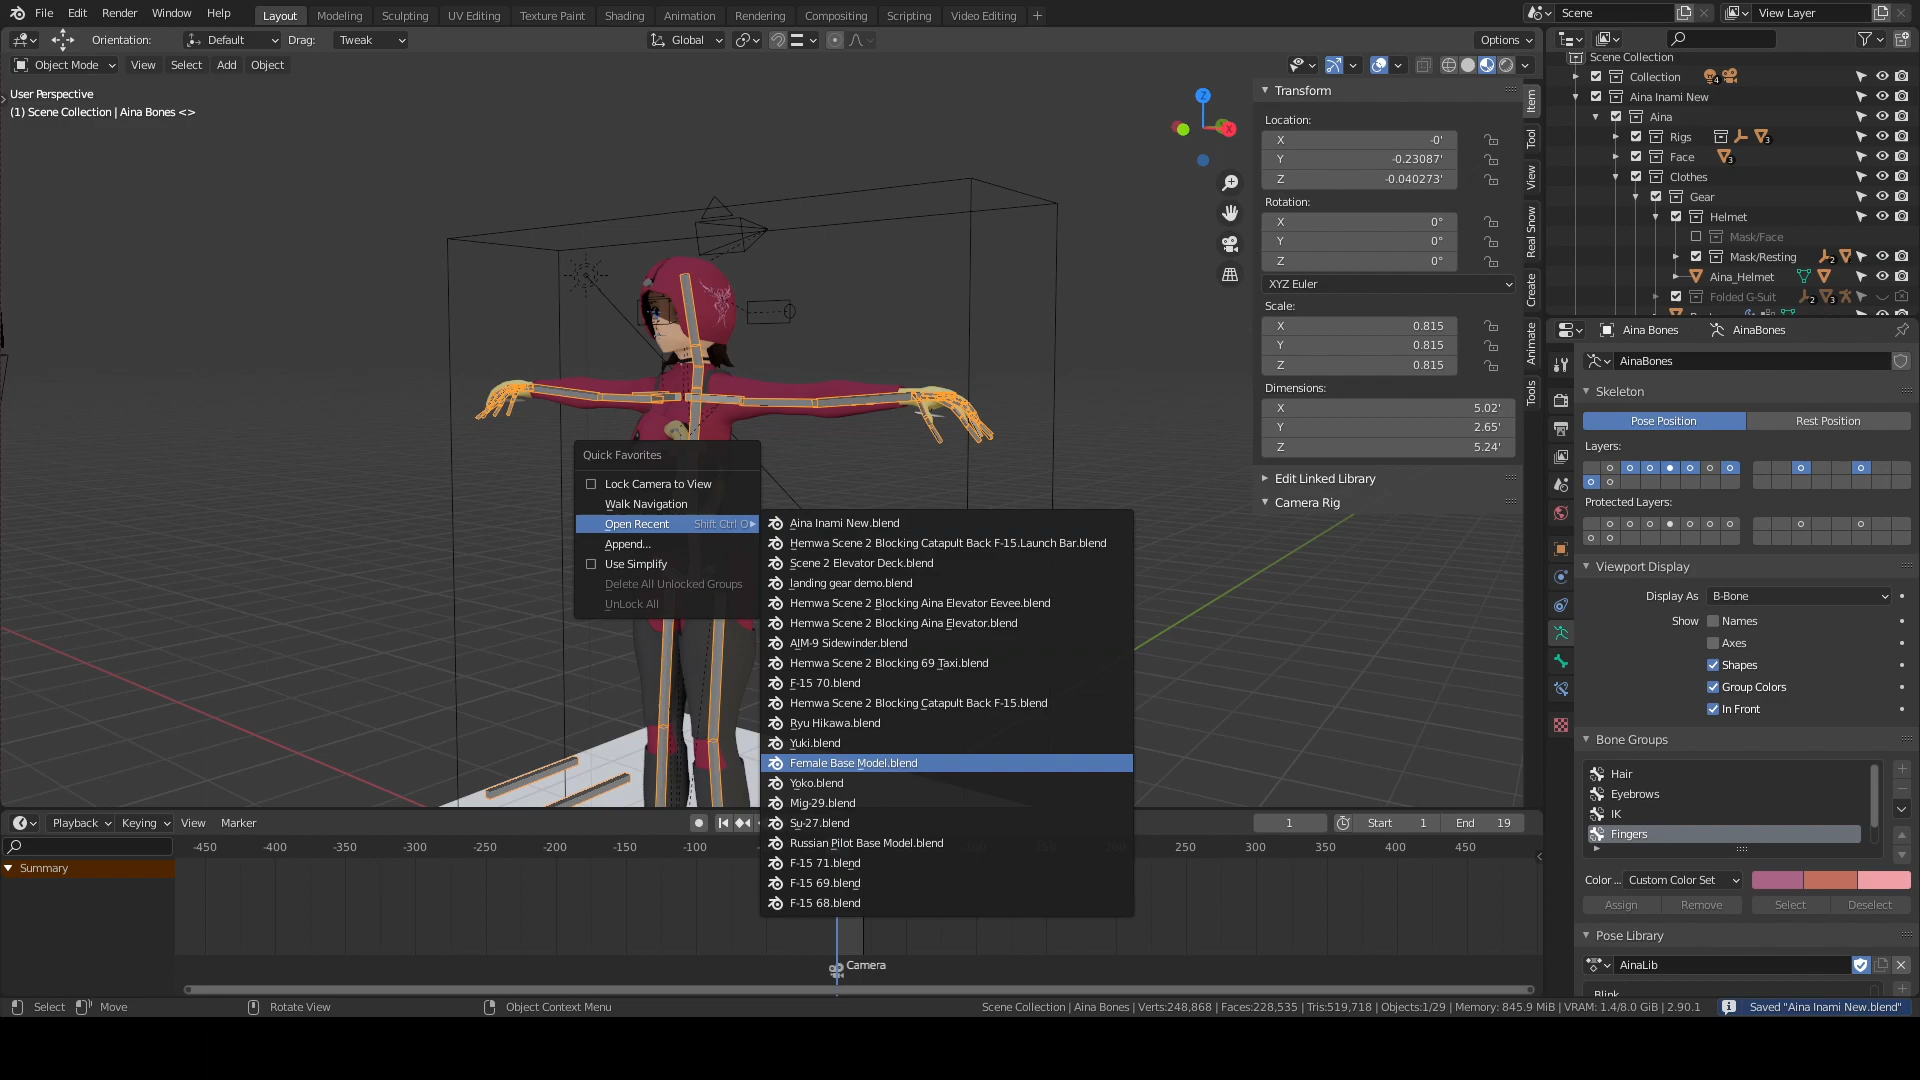 File Edit Render Window Help Layout Modeling Sculpting UV Editing Texture Paint Shading Animation Rendering Compositing Scripting Video Editing + Scene View Layer
Orientation: Default Drag: Tweak Global Options
Object Mode View Select Add Object
User Perspective
(1) Scene Collection | Aina Bones <>
Z
X
Transform
Location:
X -0'
Y -0.23087'
Z -0.040273'
Rotation:
X 0°
Y 0°
Z 0°
XYZ Euler
Scale:
X 0.815
Y 0.815
Z 0.815
Dimensions:
X 5.02'
Y 2.65'
Z 5.24'
Edit Linked Library
Camera Rig
Item
Tool
View
Real Snow
Create
Animate
Tools
Quick Favorites
Lock Camera to View
Walk Navigation
Open Recent Shift Ctrl O
Append...
Use Simplify
Delete All Unlocked Groups
UnLock All
Aina Inami New.blend
Hemwa Scene 2 Blocking Catapult Back F-15.Launch Bar.blend
Scene 2 Elevator Deck.blend
landing gear demo.blend
Hemwa Scene 2 Blocking Aina Elevator Eevee.blend
Hemwa Scene 2 Blocking Aina Elevator.blend
AIM-9 Sidewinder.blend
Hemwa Scene 2 Blocking 69 Taxi.blend
F-15 70.blend
Hemwa Scene 2 Blocking Catapult Back F-15.blend
Ryu Hikawa.blend
Yuki.blend
Female Base Model.blend
Yoko.blend
Mig-29.blend
Su-27.blend
Russian Pilot Base Model.blend
F-15 71.blend
F-15 69.blend
F-15 68.blend
Scene Collection
Collection 4
Aina Inami New
Aina
Rigs 3
Face 3
Clothes
Gear
Helmet
Mask/Face
Mask/Resting 2
Aina_Helmet
Folded G-Suit 2 3
Aina Bones AinaBones
AinaBones
Skeleton
Pose Position Rest Position
Layers:
Protected Layers:
Viewport Display
Display As B-Bone
Show Names
Axes
Shapes
Group Colors
In Front
Bone Groups
Hair
Eyebrows
IK
Fingers
Color ... Custom Color Set
Assign Remove Select Deselect
Pose Library
AinaLib
Blink
Playback Keying View Marker 1 Start 1 End 19
-450 -400 -350 -300 -250 -200 -150 -100 250 300 350 400 450
Summary
Camera
Select Move Rotate View Object Context Menu Scene Collection | Aina Bones | Verts:248,868 | Faces:228,535 | Tris:519,718 | Objects:1/29 | Memory: 845.9 MiB | VRAM: 1.4/8.0 GiB | 2.90.1 Saved "Aina Inami New.blend"